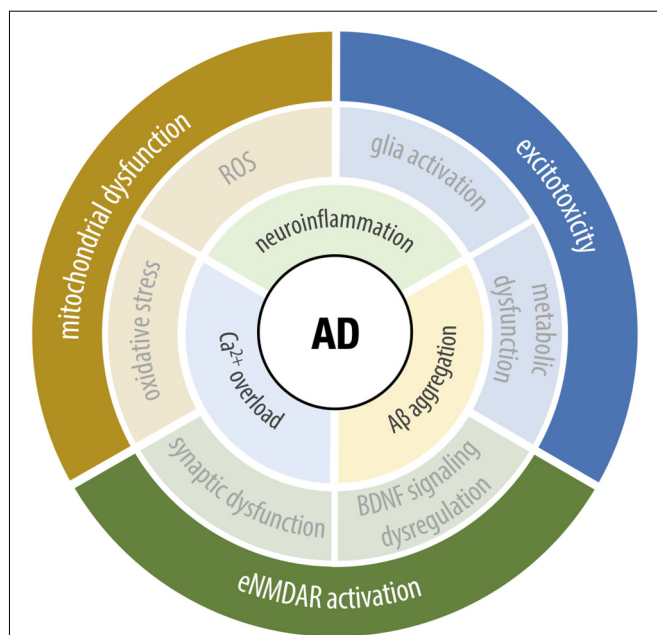 mitochondrial dysfunction
excitotoxicity
eNMDAR activation
ROS
glia activation
oxidative stress
metabolic
dysfunction
synaptic dysfunction
BDNF signaling
dysregulation
neuroinflammation
Ca²⁺ overload
Aβ aggregation
AD